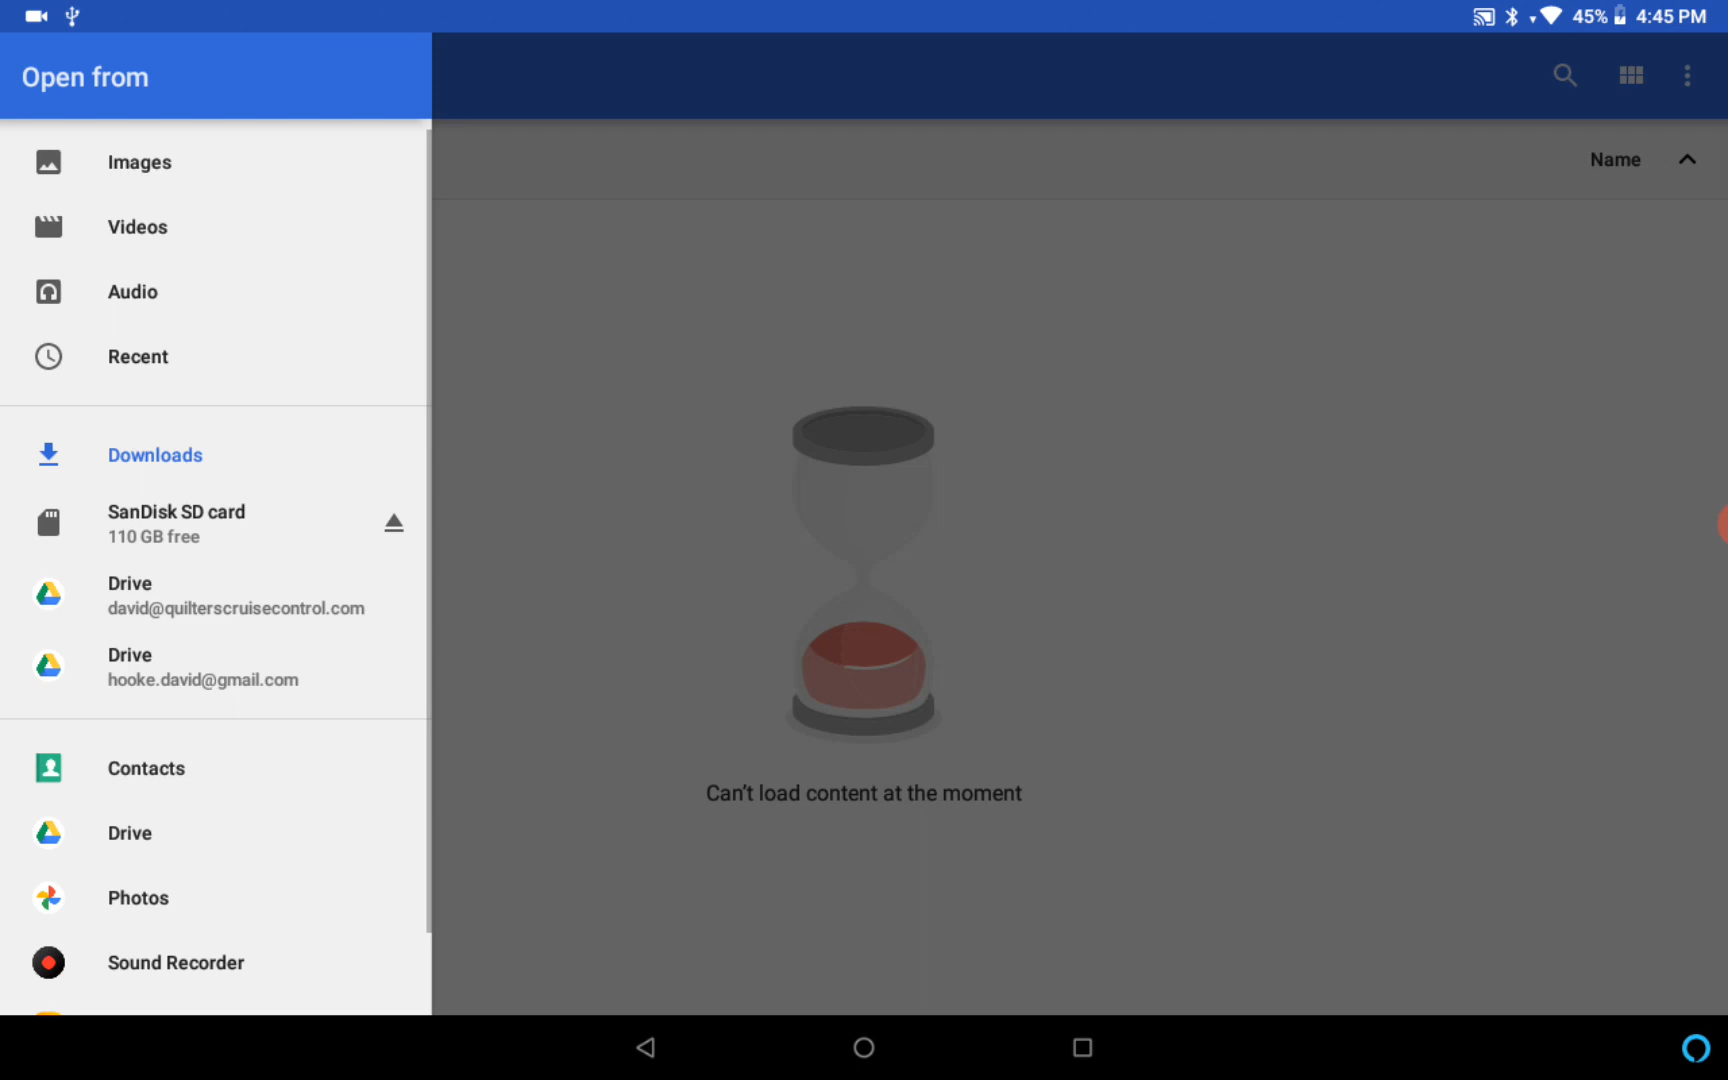 45% 4:45 PM
Open from
Images
Videos
Audio
Recent
Downloads
SanDisk SD card
110 GB free
Drive
david@quilterscruisecontrol.com
Drive
hooke.david@gmail.com
Contacts
Drive
Photos
Sound Recorder
Name
Can’t load content at the moment